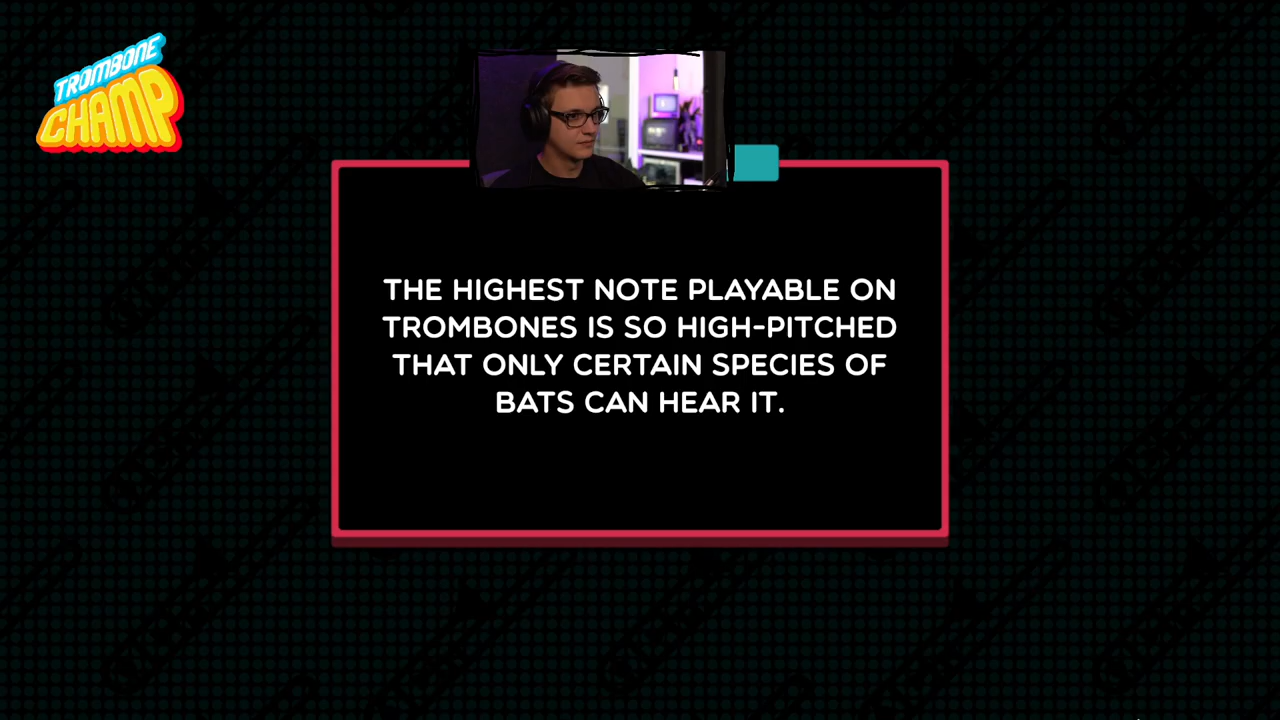 TROMBONE
CHAMP
THE HIGHEST NOTE PLAYABLE ON
TROMBONES IS SO HIGH-PITCHED
THAT ONLY CERTAIN SPECIES OF
BATS CAN HEAR IT.